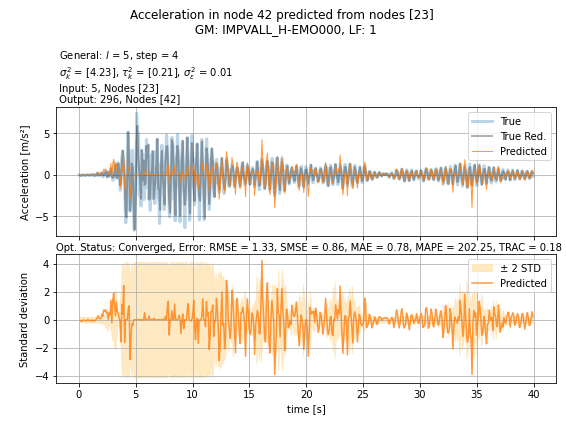 Acceleration in node 42 predicted from nodes [23]
GM: IMPVALL_H-EMO000, LF: 1
General: l = 5, step = 4
σ²ₖ = [4.23], τ²ₖ = [0.21], σ²ε = 0.01
Input: 5, Nodes [23]
Output: 296, Nodes [42]
Acceleration [m/s²]
5
0
−5
True
True Red.
Predicted
Opt. Status: Converged, Error: RMSE = 1.33, SMSE = 0.86, MAE = 0.78, MAPE = 202.25, TRAC = 0.18
Standard deviation
4
2
0
−2
−4
± 2 STD
Predicted
0 5 10 15 20 25 30 35 40
time [s]